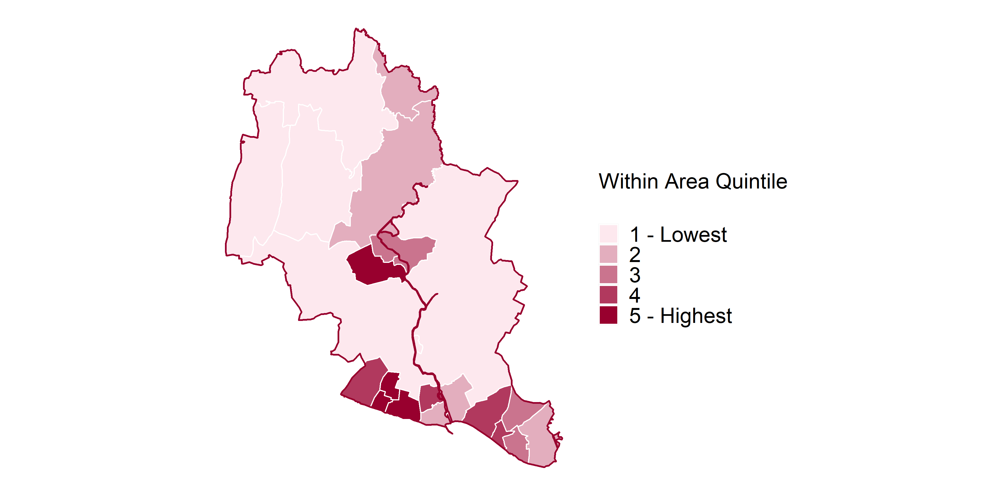 Within Area Quintile
1 - Lowest
2
3
4
5 - Highest